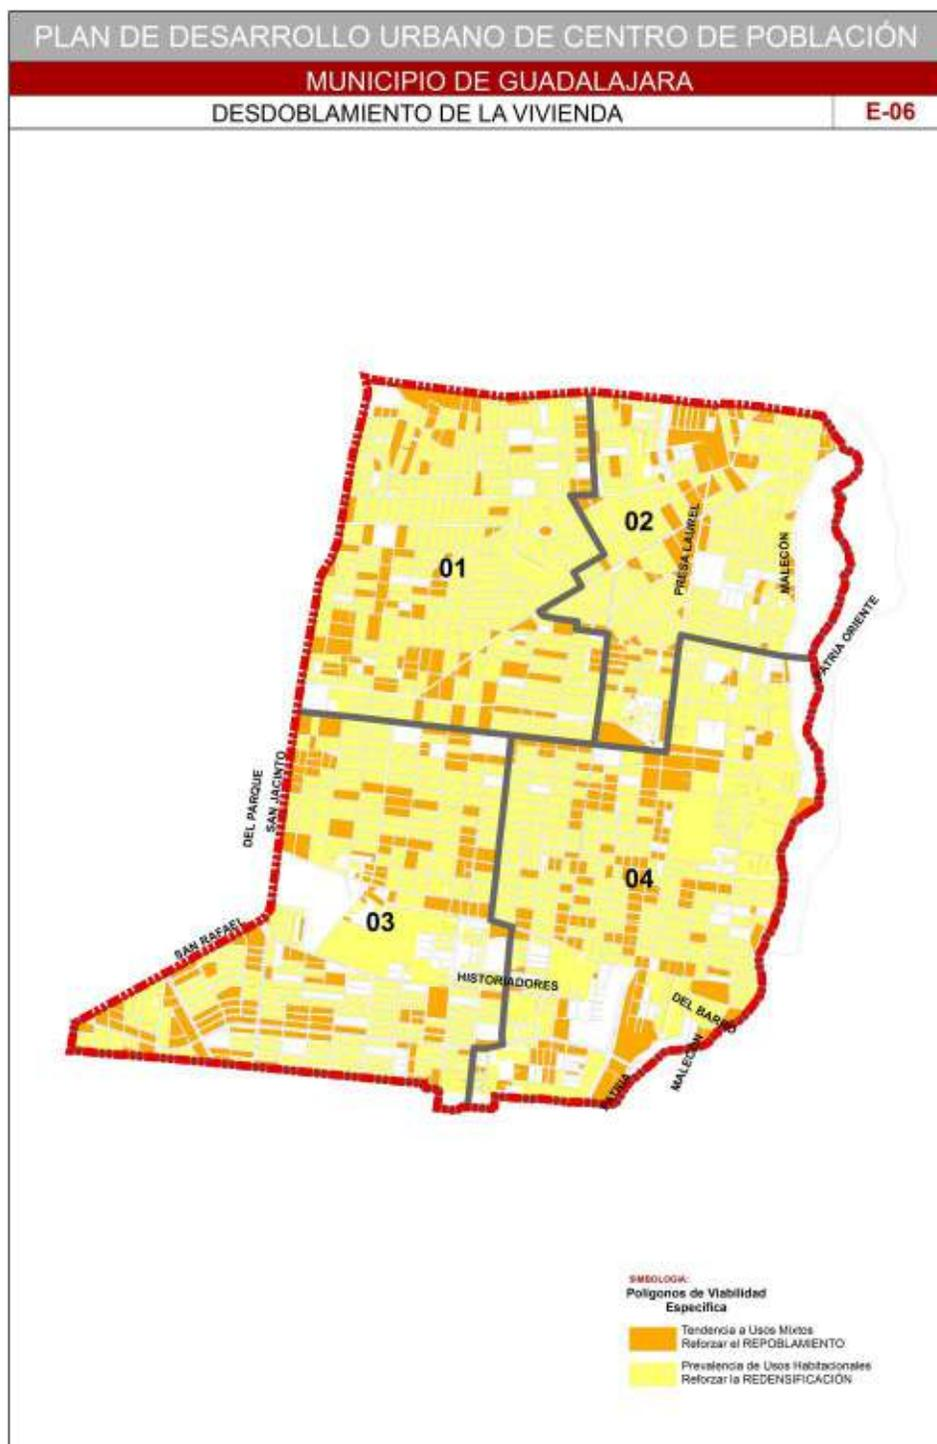 PLAN DE DESARROLLO URBANO DE CENTRO DE POBLACIÓN
MUNICIPIO DE GUADALAJARA
DESDOBLAMIENTO DE LA VIVIENDA
E-06
02
01
PRESA LAUREL
MALECON
PATRIA ORIENTE
DEL PARQUE
SAN JACINTO
04
03
SAN RAFAEL
HISTORIADORES
DEL BARRO
MALECON
PATRIA
SIMBOLOGIA:
Polígonos de Viabilidad
Especifica
Tendencia a Usos Mixtos
Reforzar el REPOBLAMIENTO
Prevalencia de Usos Habitacionales
Reforzar la REDENSIFICACIÓN